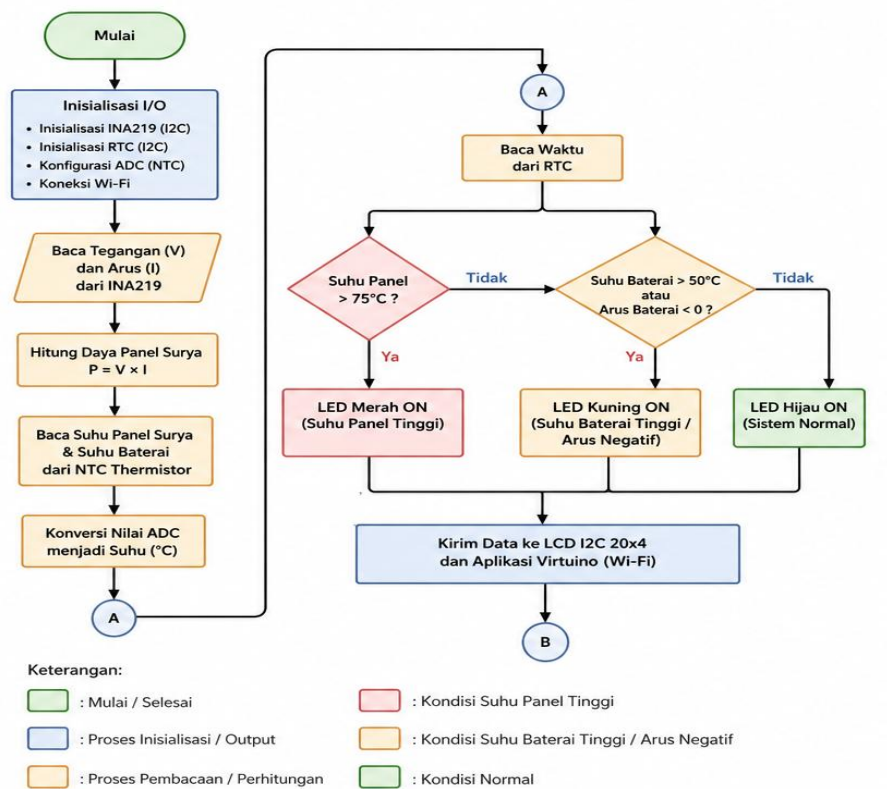 Mulai
Inisialisasi I/O
• Inisialisasi INA219 (I2C)
• Inisialisasi RTC (I2C)
• Konfigurasi ADC (NTC)
• Koneksi Wi-Fi
Baca Tegangan (V)
dan Arus (I)
dari INA219
Hitung Daya Panel Surya
P = V × I
Baca Suhu Panel Surya
& Suhu Baterai
dari NTC Thermistor
Konversi Nilai ADC
menjadi Suhu (°C)
A
A
Baca Waktu
dari RTC
Suhu Panel
> 75°C ?
Tidak
Ya
Suhu Baterai > 50°C
atau
Arus Baterai < 0 ?
Tidak
Ya
LED Merah ON
(Suhu Panel Tinggi)
LED Kuning ON
(Suhu Baterai Tinggi /
Arus Negatif)
LED Hijau ON
(Sistem Normal)
Kirim Data ke LCD I2C 20x4
dan Aplikasi Virtuino (Wi-Fi)
B
Keterangan:
: Mulai / Selesai
: Proses Inisialisasi / Output
: Proses Pembacaan / Perhitungan
: Kondisi Suhu Panel Tinggi
: Kondisi Suhu Baterai Tinggi / Arus Negatif
: Kondisi Normal